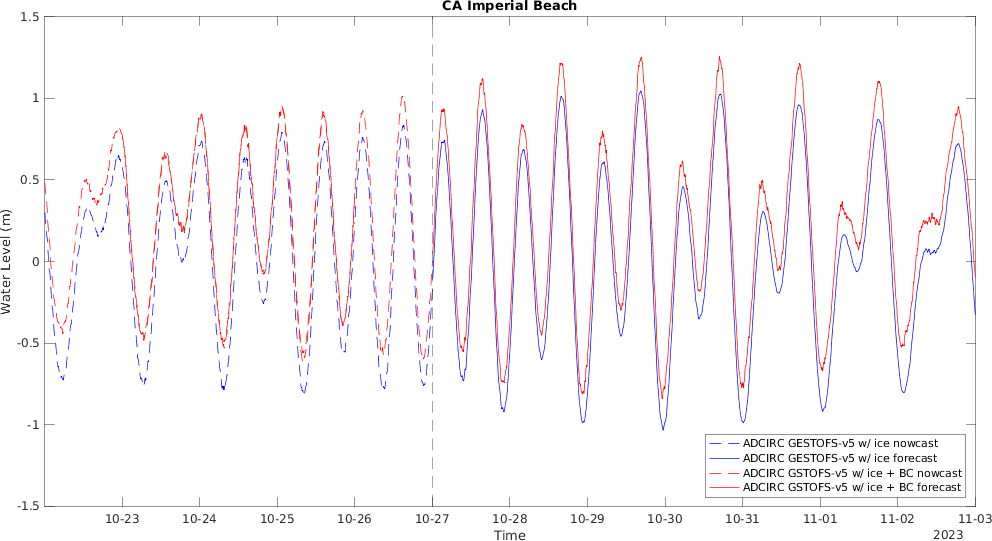 CA Imperial Beach
1.5
1
0.5
0
-0.5
-1
-1.5
Water Level (m)
10-23
10-24
10-25
10-26
10-27
10-28
10-29
10-30
10-31
11-01
11-02
11-03
Time
2023
ADCIRC GESTOFS-v5 w/ ice nowcast
ADCIRC GESTOFS-v5 w/ ice forecast
ADCIRC GSTOFS-v5 w/ ice + BC nowcast
ADCIRC GSTOFS-v5 w/ ice + BC forecast